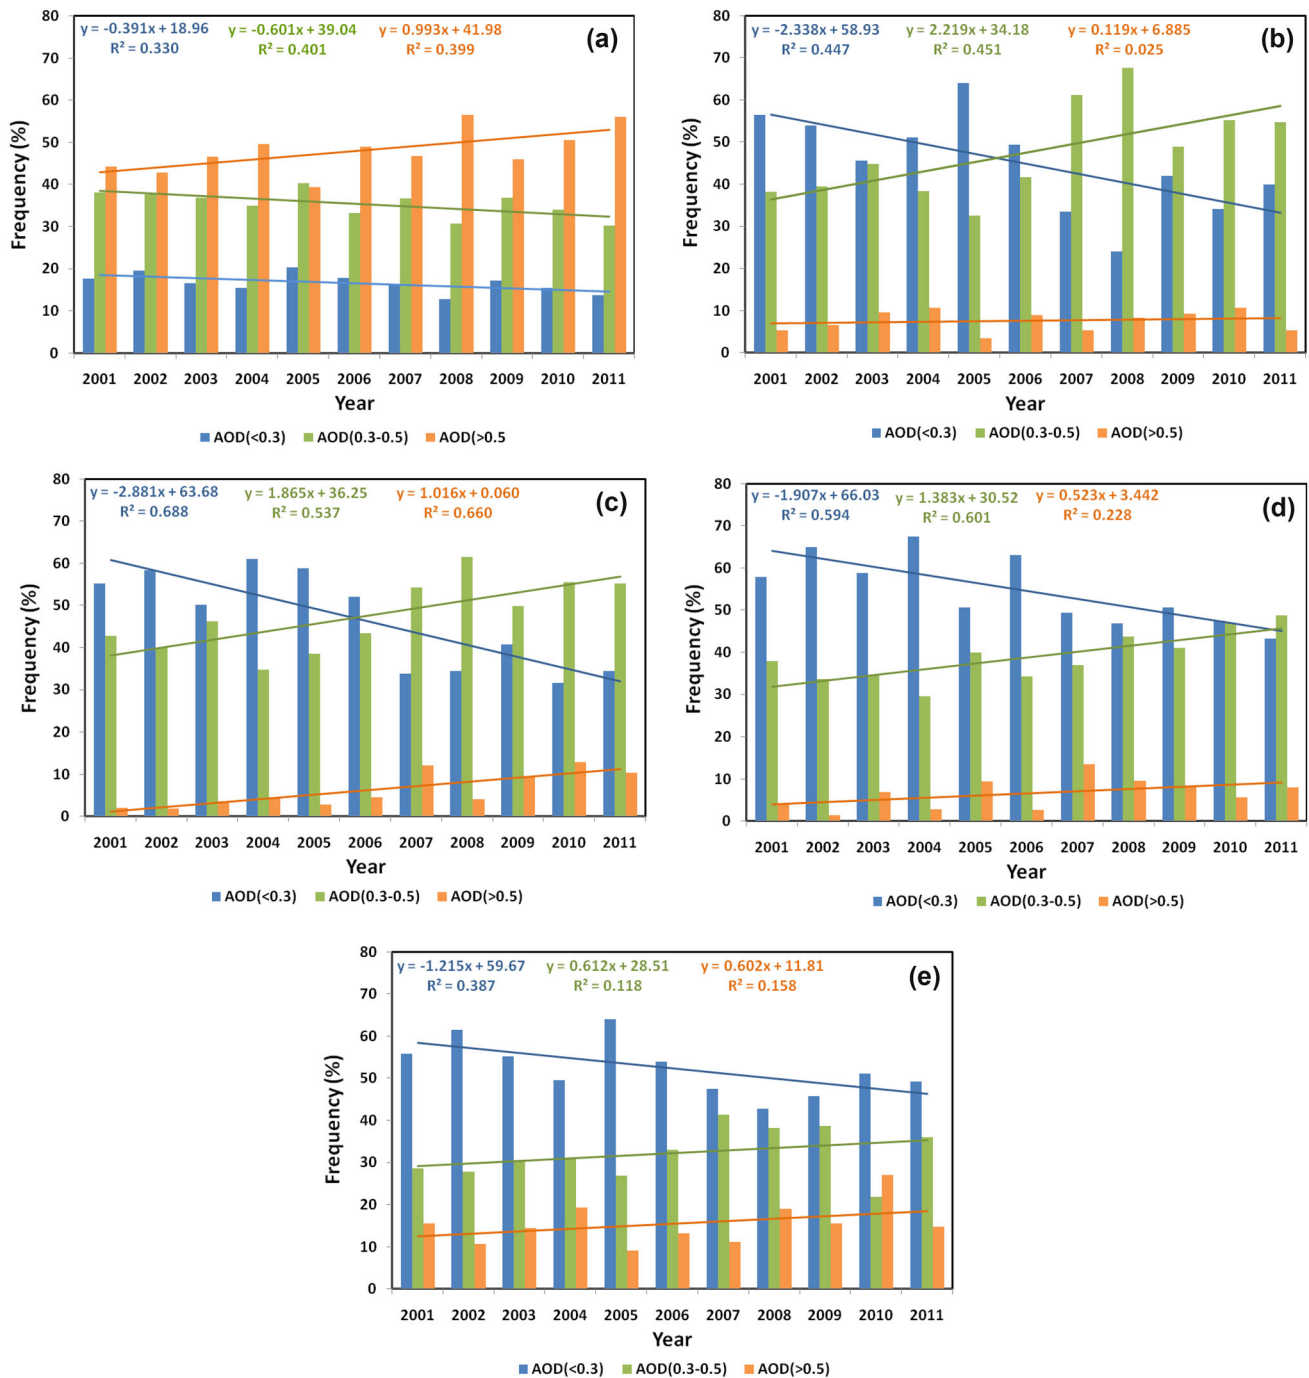 y = -0.391x + 18.96 y = -0.601x + 39.04 y = 0.993x + 41.98 (a)
R² = 0.330 R² = 0.401 R² = 0.399
80
70
60
50
40
30
20
10
0
Frequency (%)
2001 2002 2003 2004 2005 2006 2007 2008 2009 2010 2011
Year
AOD(<0.3) AOD(0.3-0.5) AOD(>0.5
y = -2.338x + 58.93 y = 2.219x + 34.18 y = 0.119x + 6.885 (b)
R² = 0.447 R² = 0.451 R² = 0.025
80
70
60
50
40
30
20
10
0
Frequency (%)
2001 2002 2003 2004 2005 2006 2007 2008 2009 2010 2011
Year
AOD(<0.3) AOD(0.3-0.5) AOD(>0.5)
y = -2.881x + 63.68 y = 1.865x + 36.25 y = 1.016x + 0.060 (c)
R² = 0.688 R² = 0.537 R² = 0.660
80
70
60
50
40
30
20
10
0
Frequency (%)
2001 2002 2003 2004 2005 2006 2007 2008 2009 2010 2011
Year
AOD(<0.3) AOD(0.3-0.5) AOD(>0.5)
y = -1.907x + 66.03 y = 1.383x + 30.52 y = 0.523x + 3.442 (d)
R² = 0.594 R² = 0.601 R² = 0.228
80
70
60
50
40
30
20
10
0
Frequency (%)
2001 2002 2003 2004 2005 2006 2007 2008 2009 2010 2011
Year
AOD(<0.3) AOD(0.3-0.5) AOD(>0.5)
y = -1.215x + 59.67 y = 0.612x + 28.51 y = 0.602x + 11.81 (e)
R² = 0.387 R² = 0.118 R² = 0.158
80
70
60
50
40
30
20
10
0
Frequency (%)
2001 2002 2003 2004 2005 2006 2007 2008 2009 2010 2011
Year
AOD(<0.3) AOD(0.3-0.5) AOD(>0.5)